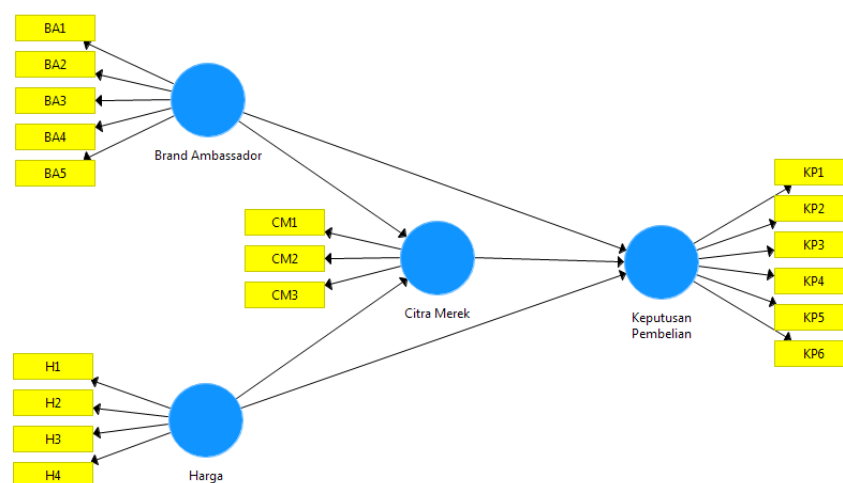 BA1
BA2
BA3
BA4
BA5
Brand Ambassador
CM1
CM2
CM3
Citra Merek
KP1
KP2
KP3
KP4
KP5
KP6
Keputusan
Pembelian
H1
H2
H3
H4
Harga